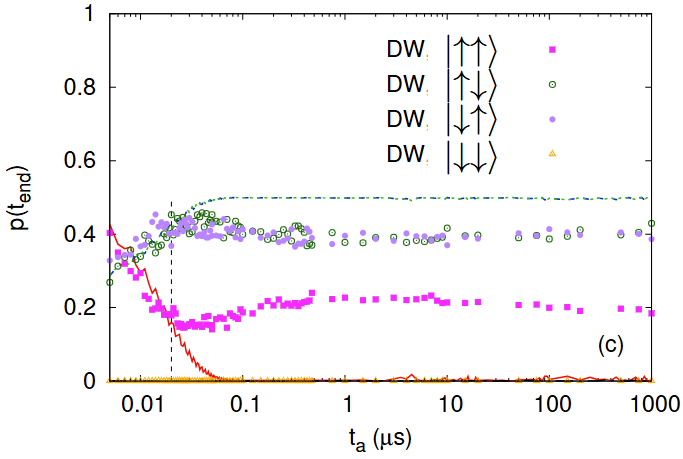 1
0.8
0.6
0.4
0.2
0
p(t_end)
DW |↑↑⟩
DW |↑↓⟩
DW |↓↑⟩
DW |↓↓⟩
(c)
0.01 0.1 1 10 100 1000
t_a (μs)